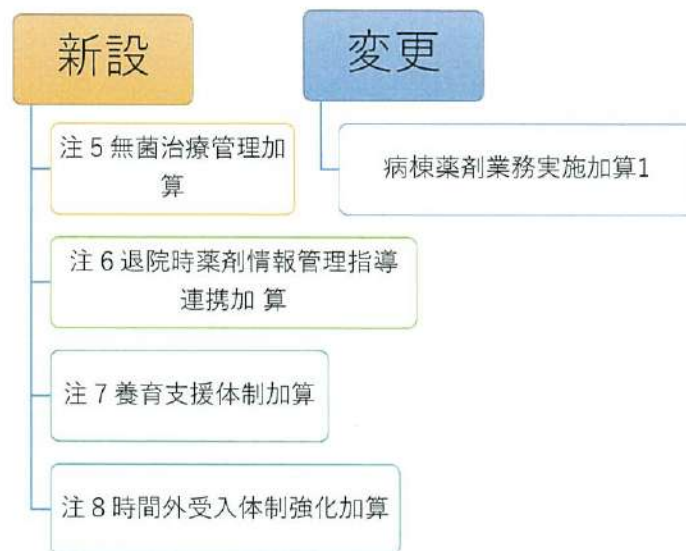 新設
注５無菌治療管理加
算
注６退院時薬剤情報管理指導
連携加 算
注７養育支援体制加算
注８時間外受入体制強化加算
変更
病棟薬剤業務実施加算1